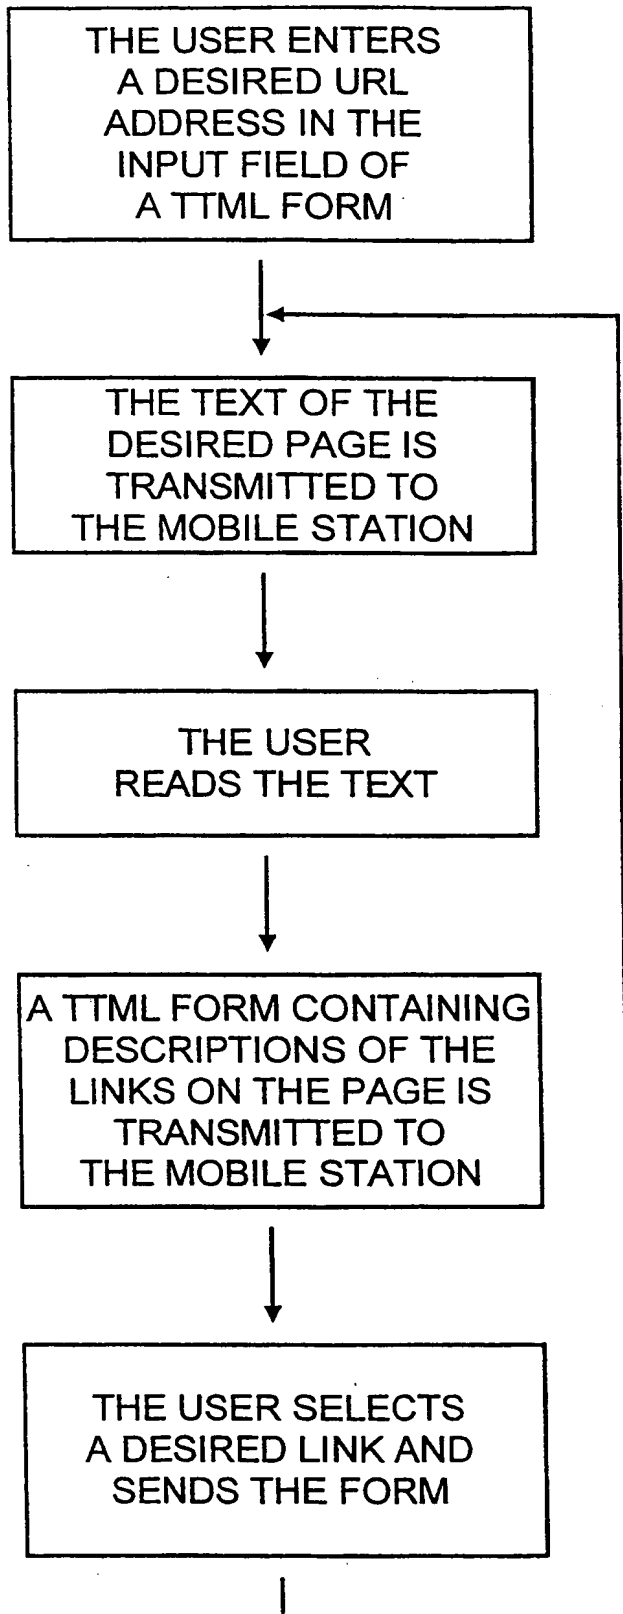 THE USER ENTERS
A DESIRED URL
ADDRESS IN THE
INPUT FIELD OF
A TTML FORM
THE TEXT OF THE
DESIRED PAGE IS
TRANSMITTED TO
THE MOBILE STATION
THE USER
READS THE TEXT
A TTML FORM CONTAINING
DESCRIPTIONS OF THE
LINKS ON THE PAGE IS
TRANSMITTED TO
THE MOBILE STATION
THE USER SELECTS
A DESIRED LINK AND
SENDS THE FORM